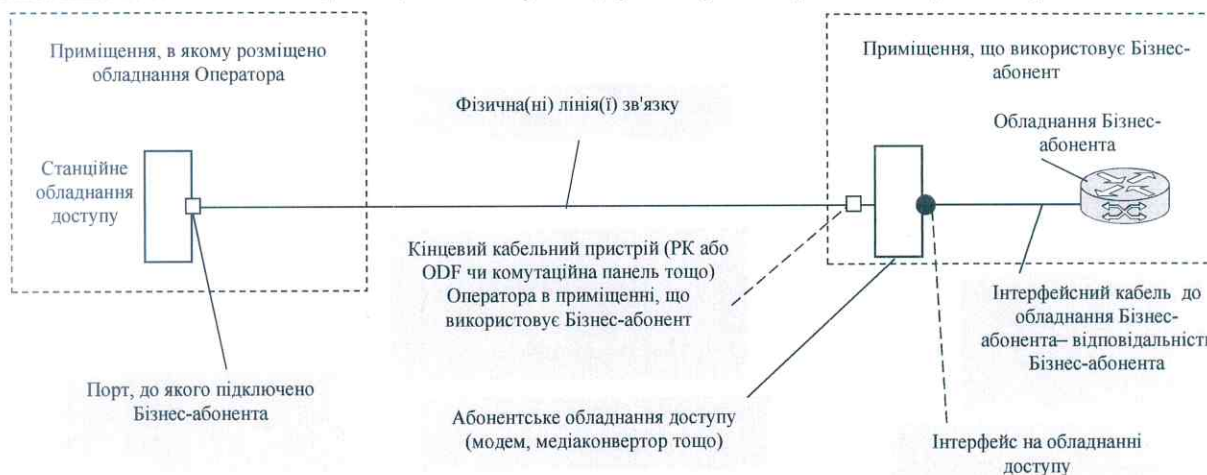 Приміщення, в якому розміщено
обладнання Оператора
Приміщення, що використовує Бізнес-
абонент
Фізична(ні) лінія(ї) зв'язку
Обладнання Бізнес-
абонента
Станційне
обладнання
доступу
Кінцевий кабельний пристрій (РК або
ODF чи комутаційна панель тощо)
Оператора в приміщенні, що
використовує Бізнес-абонент
Інтерфейсний кабель до
обладнання Бізнес-
абонента– відповідальність
Бізнес-абонента
Порт, до якого підключено
Бізнес-абонента
Абонентське обладнання доступу
(модем, медіаконвертор тощо)
Інтерфейс на обладнанні
доступу